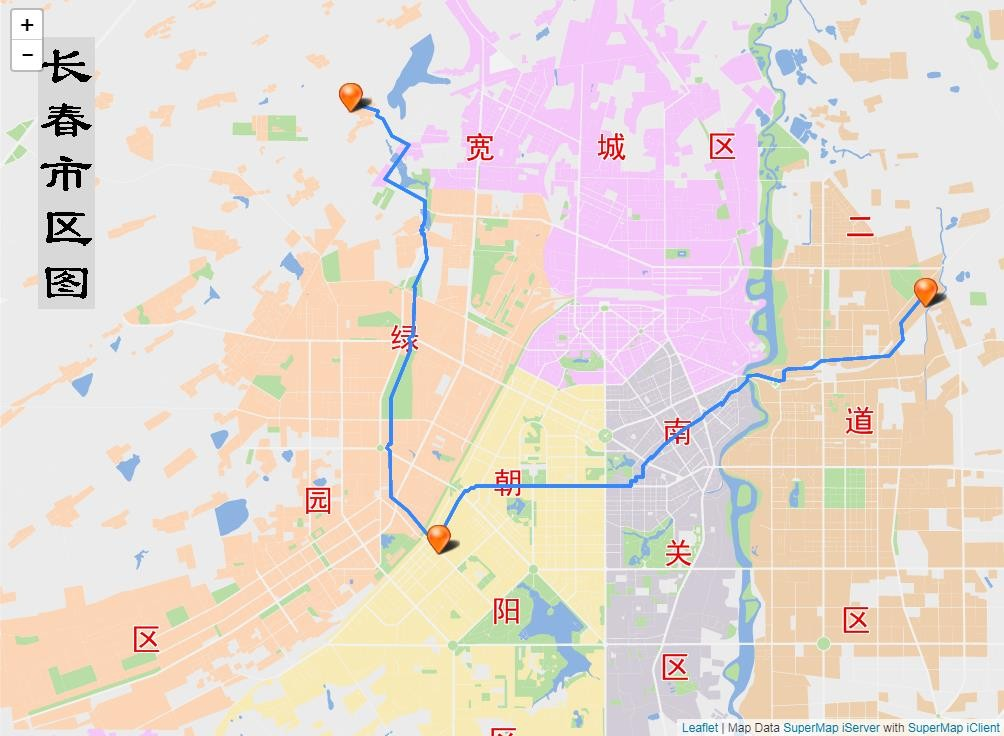 +
−
长
春
市
区
图
宽 城 区
二
道
区
绿
园
区
朝
阳
区
南
关
区
Leaflet | Map Data SuperMap iServer with SuperMap iClient